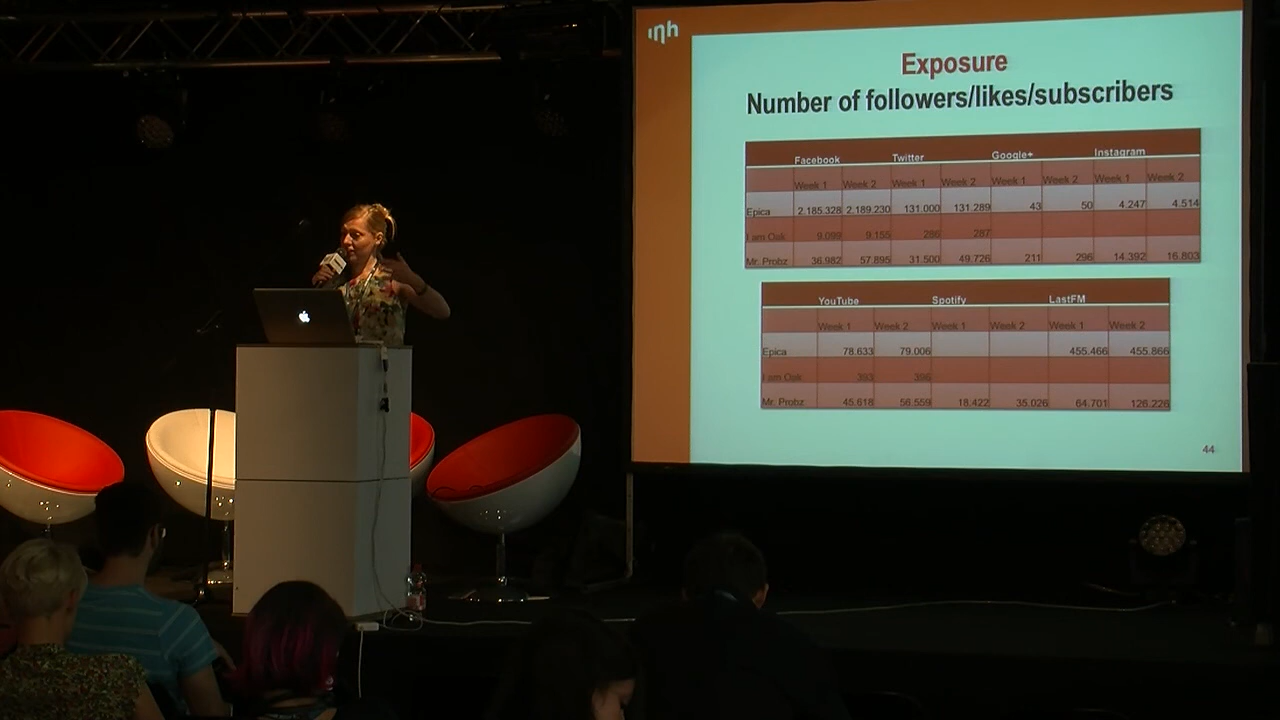 inh
Exposure
Number of followers/likes/subscribers
Facebook Twitter Google+ Instagram
Week 1 Week 2 Week 1 Week 2 Week 1 Week 2 Week 1 Week 2
Epica 2.185.328 2.189.230 131.000 131.289 43 50 4.247 4.514
I am Oak 9.099 9.155 286 287
Mr. Probz 36.982 57.895 31.500 49.726 211 296 14.392 16.803
YouTube Spotify LastFM
Week 1 Week 2 Week 1 Week 2 Week 1 Week 2
Epica 78.633 79.006 455.466 455.866
I am Oak 393 396
Mr. Probz 45.618 56.559 18.422 35.026 64.701 126.226
44